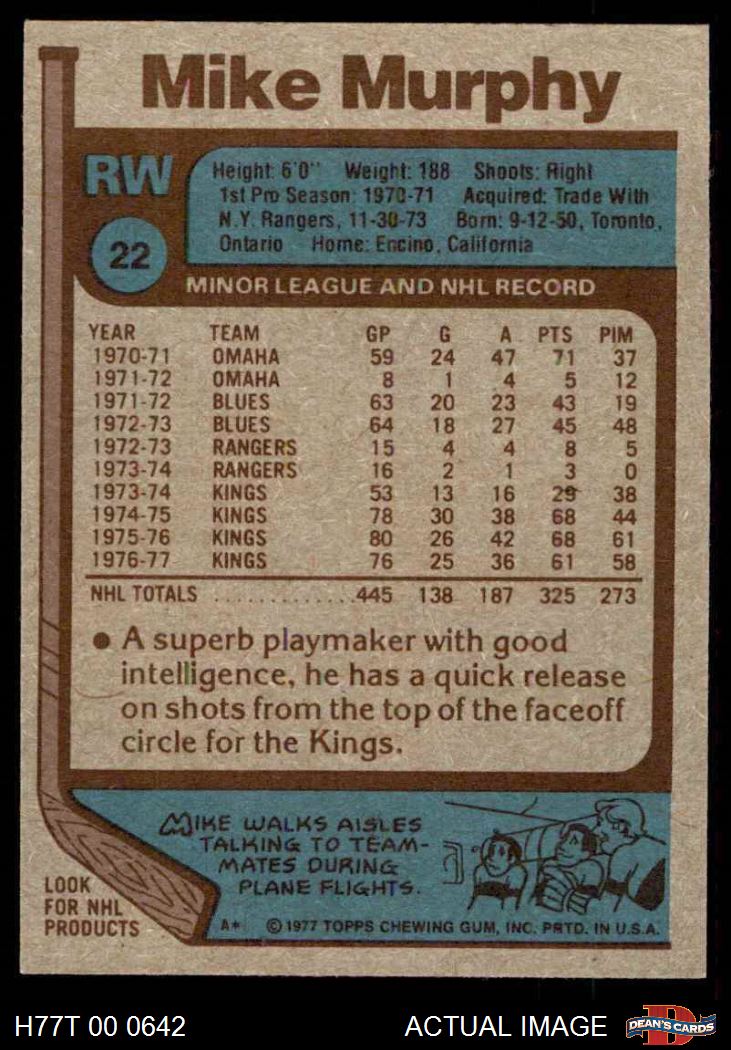 Mike Murphy
RW
22
Height: 6'0" Weight: 188 Shoots: Right
1st Pro Season: 1970-71 Acquired: Trade With
N.Y. Rangers, 11-30-73 Born: 9-12-50, Toronto,
Ontario Home: Encino, California
MINOR LEAGUE AND NHL RECORD
YEAR TEAM GP G A PTS PIM
1970-71 OMAHA 59 24 47 71 37
1971-72 OMAHA 8 1 4 5 12
1971-72 BLUES 63 20 23 43 19
1972-73 BLUES 64 18 27 45 48
1972-73 RANGERS 15 4 4 8 5
1973-74 RANGERS 16 2 1 3 0
1973-74 KINGS 53 13 16 29 38
1974-75 KINGS 78 30 38 68 44
1975-76 KINGS 80 26 42 68 61
1976-77 KINGS 76 25 36 61 58
NHL TOTALS .............445 138 187 325 273
● A superb playmaker with good
intelligence, he has a quick release
on shots from the top of the faceoff
circle for the Kings.
MIKE WALKS AISLES
TALKING TO TEAM-
MATES DURING
PLANE FLIGHTS.
LOOK
FOR NHL
PRODUCTS
A* © 1977 TOPPS CHEWING GUM, INC. PRTD. IN U.S.A.
H77T 00 0642 ACTUAL IMAGE
D
DEAN'S CARDS